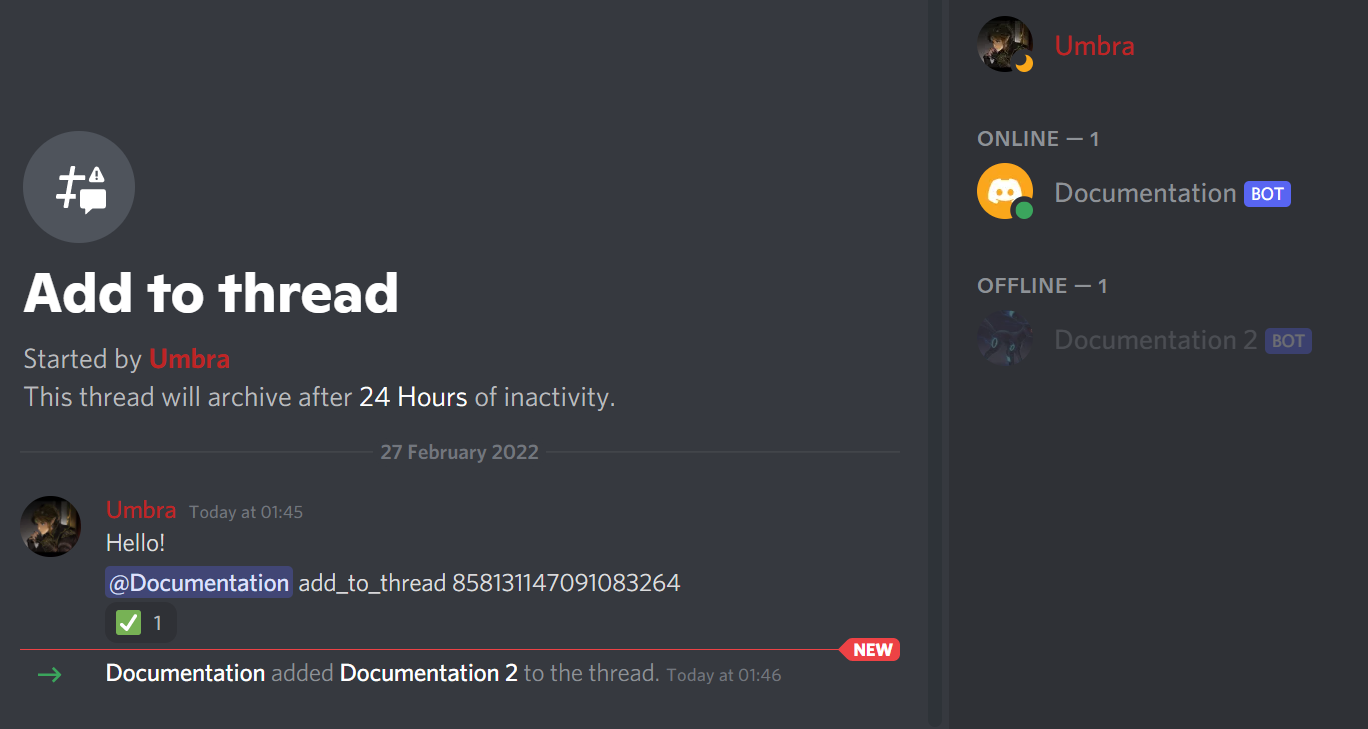 Add to thread
Started by Umbra
This thread will archive after 24 Hours of inactivity.
27 February 2022
Umbra Today at 01:45
Hello!
@Documentation add_to_thread 858131147091083264
✅ 1
NEW
Documentation added Documentation 2 to the thread. Today at 01:46
Umbra
ONLINE — 1
Documentation BOT
OFFLINE — 1
Documentation 2 BOT